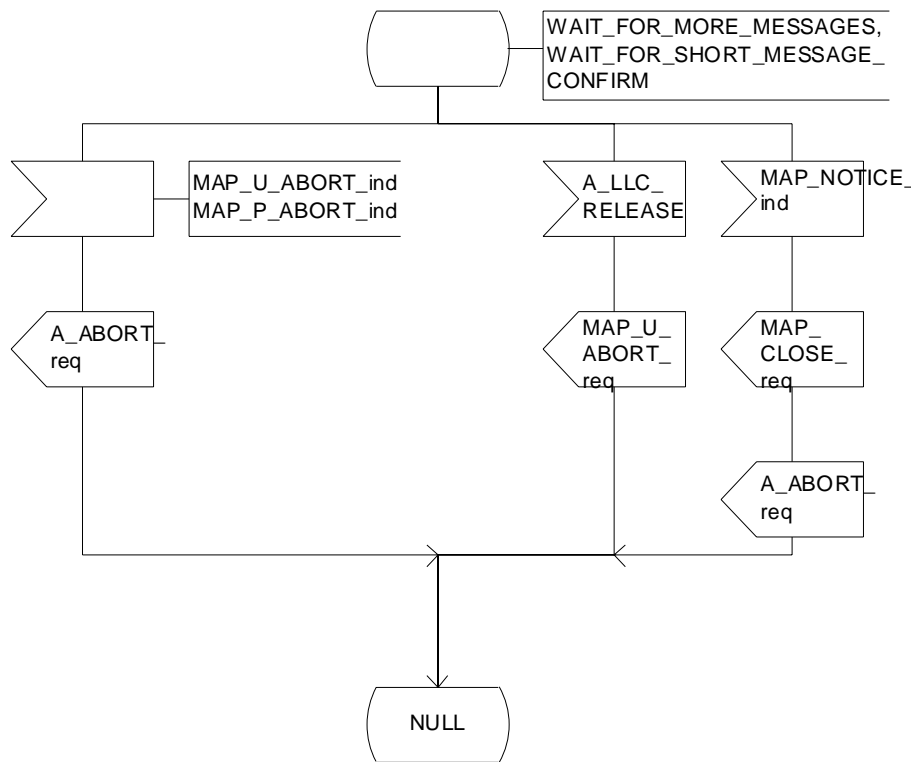 WAIT_FOR_MORE_MESSAGES,
WAIT_FOR_SHORT_MESSAGE_
CONFIRM
MAP_U_ABORT_ind
MAP_P_ABORT_ind
A_LLC_
RELEASE
MAP_NOTICE_
ind
A_ABORT_
req
MAP_U_
ABORT_
req
MAP_
CLOSE_
req
A_ABORT_
req
NULL